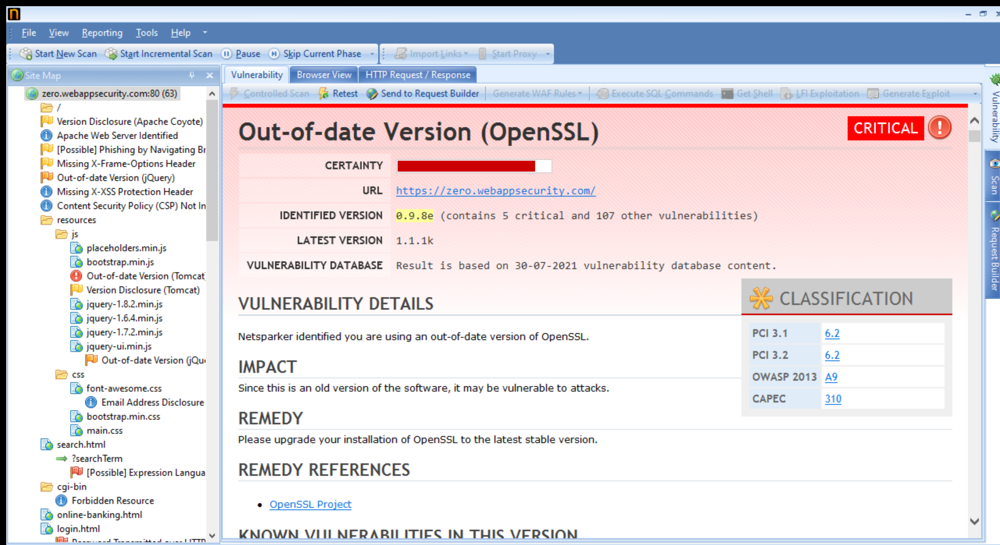 n
File View Reporting Tools Help
Start New Scan Start Incremental Scan Pause Skip Current Phase Import Links Start Proxy
Site Map
zero.webappsecurity.com:80 (63)
/
Version Disclosure (Apache Coyote)
Apache Web Server Identified
[Possible] Phishing by Navigating Br
Missing X-Frame-Options Header
Out-of-date Version (jQuery)
Missing X-XSS Protection Header
Content Security Policy (CSP) Not In
resources
js
placeholders.min.js
bootstrap.min.js
Out-of-date Version (Tomcat)
Version Disclosure (Tomcat)
jquery-1.8.2.min.js
jquery-1.6.4.min.js
jquery-1.7.2.min.js
jquery-ui.min.js
Out-of-date Version (jQue
css
font-awesome.css
Email Address Disclosure
bootstrap.min.css
main.css
search.html
?searchTerm
[Possible] Expression Langua
cgi-bin
Forbidden Resource
online-banking.html
login.html
Password Transmitted over HTTP
Vulnerability Browser View HTTP Request / Response
Controlled Scan Retest Send to Request Builder Generate WAF Rules Execute SQL Commands Get Shell LFI Exploitation Generate Exploit
Out-of-date Version (OpenSSL)
CRITICAL
CERTAINTY
URL https://zero.webappsecurity.com/
IDENTIFIED VERSION 0.9.8e (contains 5 critical and 107 other vulnerabilities)
LATEST VERSION 1.1.1k
VULNERABILITY DATABASE Result is based on 30-07-2021 vulnerability database content.
VULNERABILITY DETAILS
Netsparker identified you are using an out-of-date version of OpenSSL.
IMPACT
Since this is an old version of the software, it may be vulnerable to attacks.
REMEDY
Please upgrade your installation of OpenSSL to the latest stable version.
REMEDY REFERENCES
OpenSSL Project
KNOWN VULNERABILITIES IN THIS VERSION
CLASSIFICATION
PCI 3.1 6.2
PCI 3.2 6.2
OWASP 2013 A9
CAPEC 310
Vulnerability
Scan
Request Builder